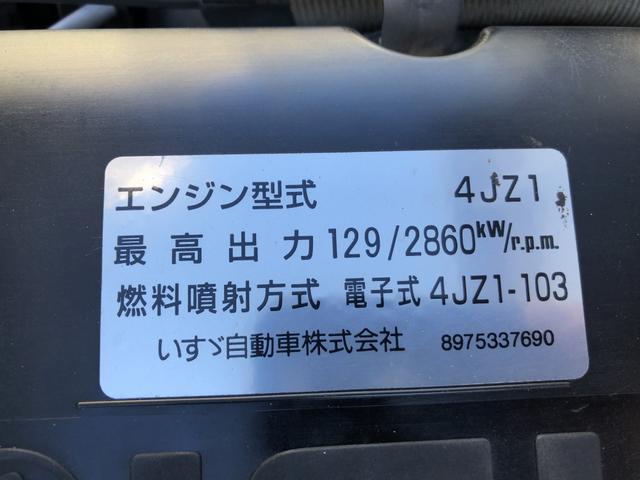 エンジン型式 4JZ1
最高出力 129/2860kW/r.p.m.
燃料噴射方式 電子式 4JZ1-103
いすゞ自動車株式会社 8975337690